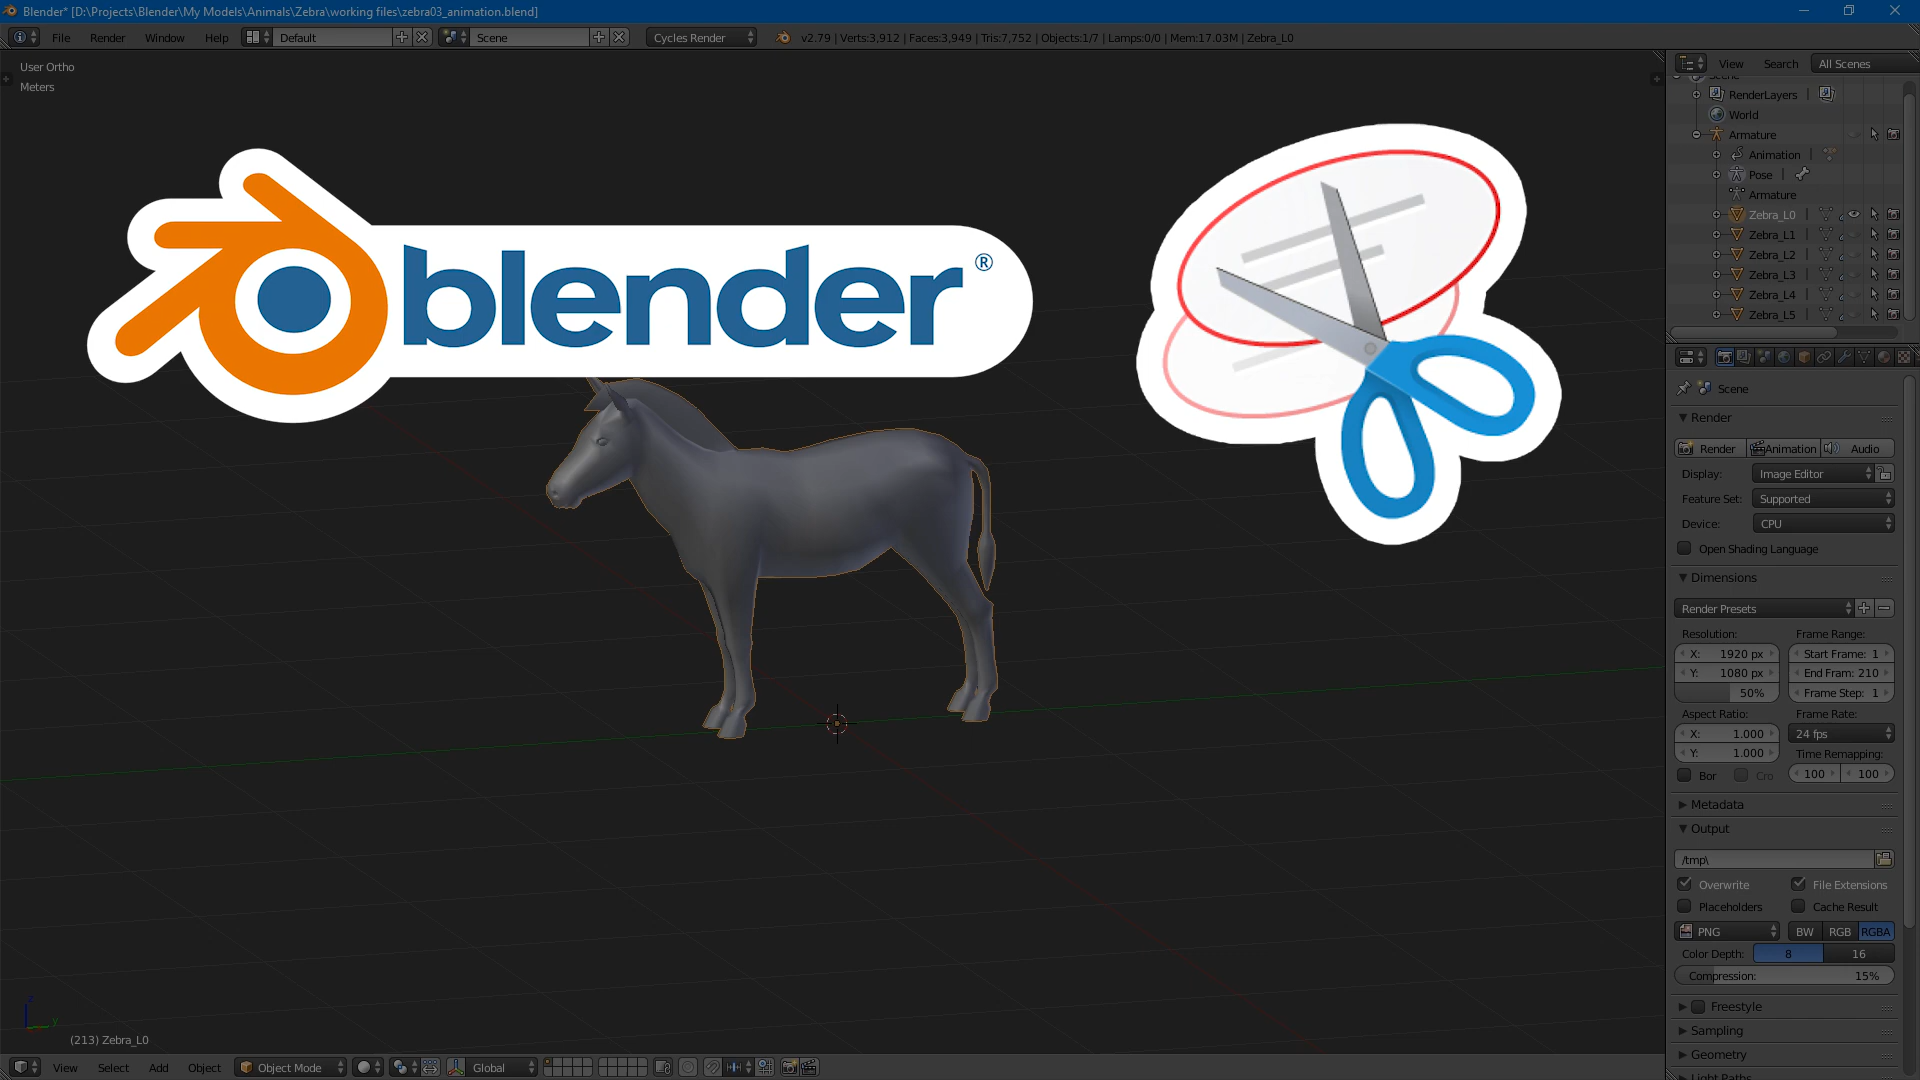 Blender* [D:\Projects\Blender\My Models\Animals\Zebra\working files\zebra03_animation.blend]
File Render Window Help Default Scene Cycles Render v2.79 | Verts:3,912 | Faces:3,949 | Tris:7,752 | Objects:1/7 | Lamps:0/0 | Mem:17.03M | Zebra_L0
User Ortho
Meters
blender®
View Search All Scenes
RenderLayers
World
Armature
Animation
Pose
Armature
Zebra_L0
Zebra_L1
Zebra_L2
Zebra_L3
Zebra_L4
Zebra_L5
Scene
Render
Render Animation Audio
Display: Image Editor
Feature Set: Supported
Device: CPU
Open Shading Language
Dimensions
Render Presets
Resolution: Frame Range:
X: 1920 px Start Frame: 1
Y: 1080 px End Fram: 210
50% Frame Step: 1
Aspect Ratio: Frame Rate:
X: 1.000 24 fps
Y: 1.000 Time Remapping:
Bor Cro 100 100
Metadata
Output
/tmp\
Overwrite File Extensions
Placeholders Cache Result
PNG BW RGB RGBA
Color Depth: 8 16
Compression: 15%
Freestyle
Sampling
Geometry
Light Paths
z
y
(213) Zebra_L0
View Select Add Object Object Mode Global